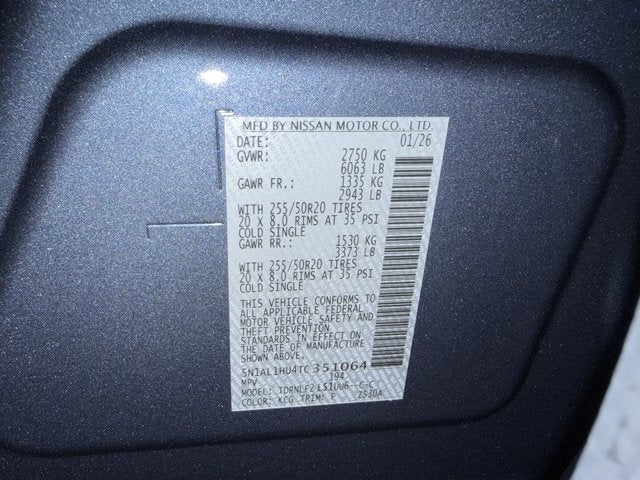 MFD BY NISSAN MOTOR CO., LTD.
DATE: 01/26
GVWR: 2750 KG
6063 LB
GAWR FR.: 1335 KG
2943 LB
WITH 255/50R20 TIRES
20 X 8.0 RIMS AT 35 PSI
COLD SINGLE
GAWR RR.: 1530 KG
3373 LB
WITH 255/50R20 TIRES
20 X 8.0 RIMS AT 35 PSI
COLD SINGLE
THIS VEHICLE CONFORMS TO
ALL APPLICABLE FEDERAL
MOTOR VEHICLE SAFETY AND
THEFT PREVENTION
STANDARDS IN EFFECT ON
THE DATE OF MANUFACTURE
SHOWN ABOVE.
5N1AL1HU4TC351064
MPV 194
MODEL:
COLOR: KCG TRIM: P